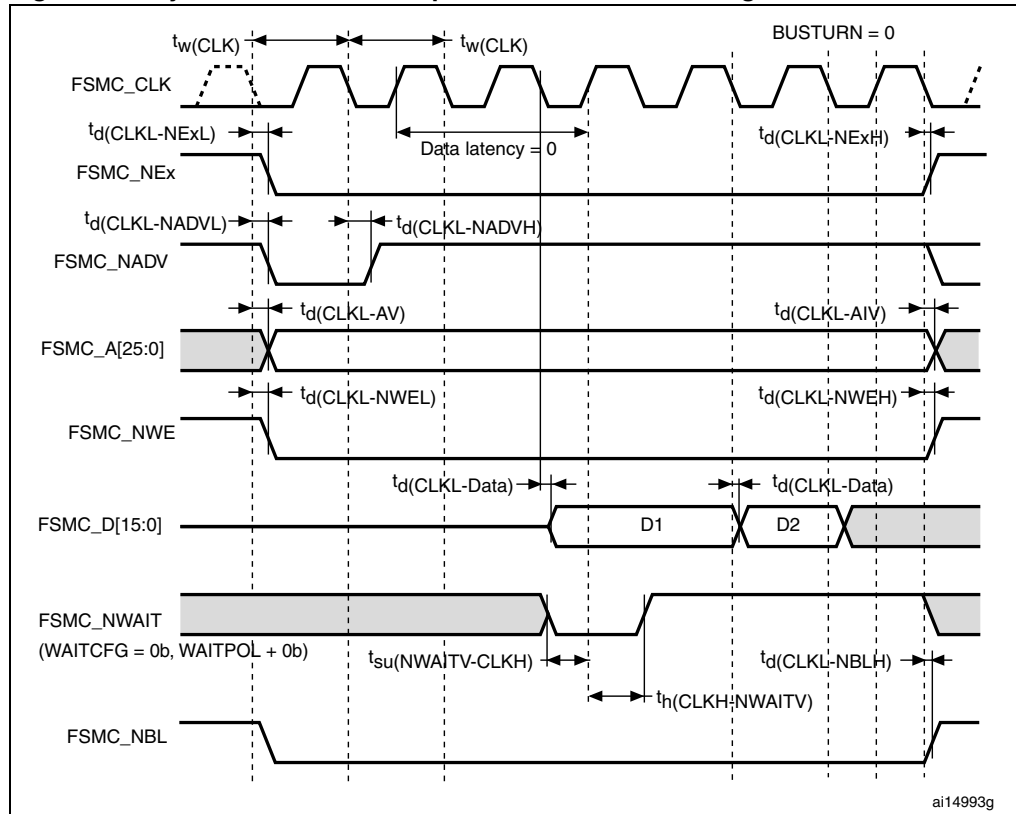 BUSTURN = 0
tw(CLK) tw(CLK)
FSMC_CLK
td(CLKL-NExL) Data latency = 0 td(CLKL-NExH)
FSMC_NEx
td(CLKL-NADVL) td(CLKL-NADVH)
FSMC_NADV
td(CLKL-AV) td(CLKL-AIV)
FSMC_A[25:0]
td(CLKL-NWEL) td(CLKL-NWEH)
FSMC_NWE
td(CLKL-Data) td(CLKL-Data)
FSMC_D[15:0] D1 D2
FSMC_NWAIT
(WAITCFG = 0b, WAITPOL + 0b)
tsu(NWAITV-CLKH) td(CLKL-NBLH)
th(CLKH-NWAITV)
FSMC_NBL
ai14993g